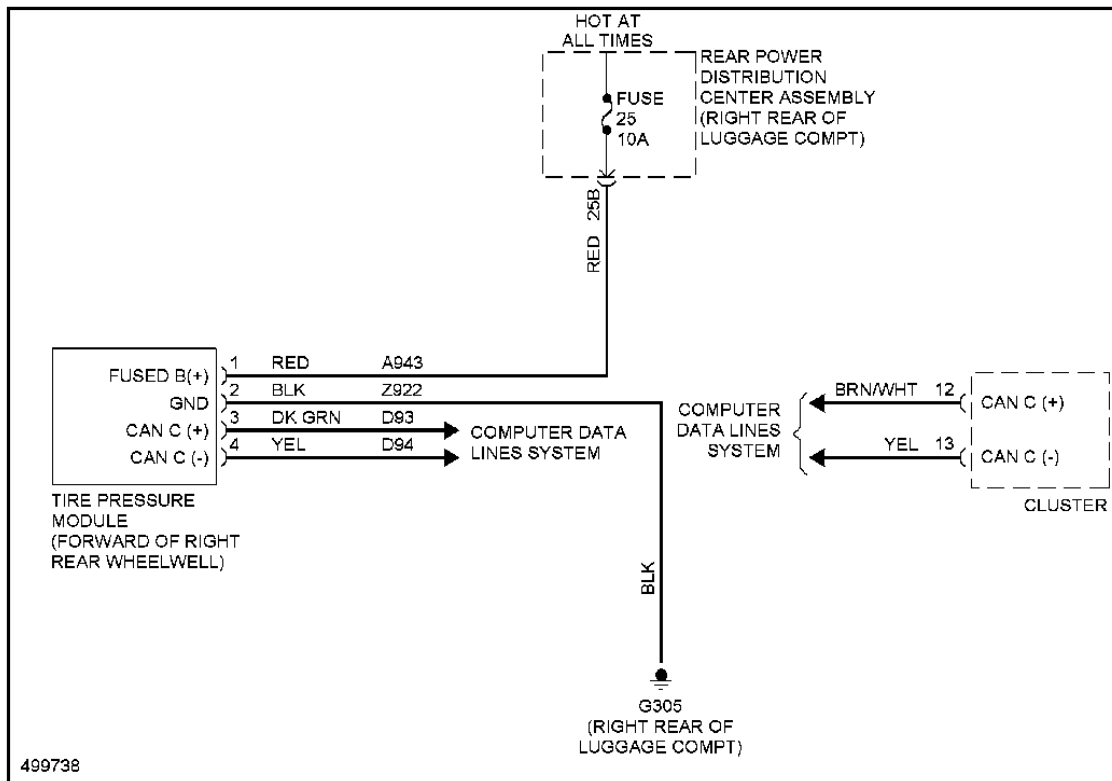 HOT AT
ALL TIMES
REAR POWER
DISTRIBUTION
CENTER ASSEMBLY
(RIGHT REAR OF
LUGGAGE COMPT)
FUSE
25
10A
25B
RED
FUSED B(+)
1 RED A943
GND
2 BLK Z922
CAN C (+)
3 DK GRN D93
CAN C (-)
4 YEL D94
COMPUTER DATA
LINES SYSTEM
TIRE PRESSURE
MODULE
(FORWARD OF RIGHT
REAR WHEELWELL)
COMPUTER
DATA LINES
SYSTEM
BRN/WHT 12 CAN C (+)
YEL 13 CAN C (-)
CLUSTER
BLK
G305
(RIGHT REAR OF
LUGGAGE COMPT)
499738